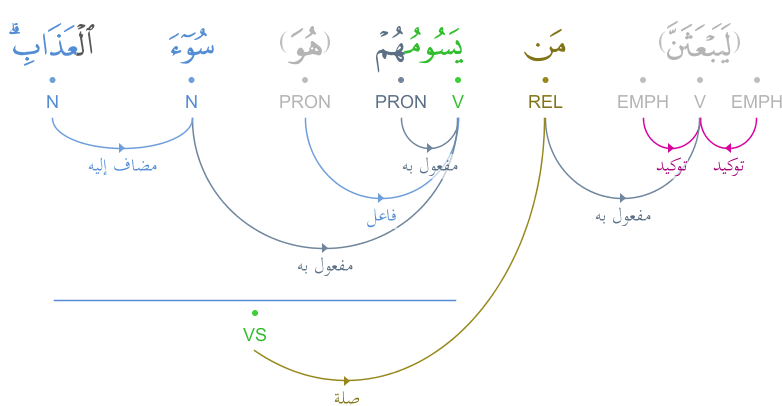 (لَيَبْعَثَنَّ) مَن يَسُومُهُمْ (هُوَ) سُوٓءَ ٱلْعَذَابِ ۗ
EMPH V EMPH REL V PRON PRON N N
توكيد توكيد مفعول به مضاف إليه
مفعول به فاعل
مفعول به
VS
صلة